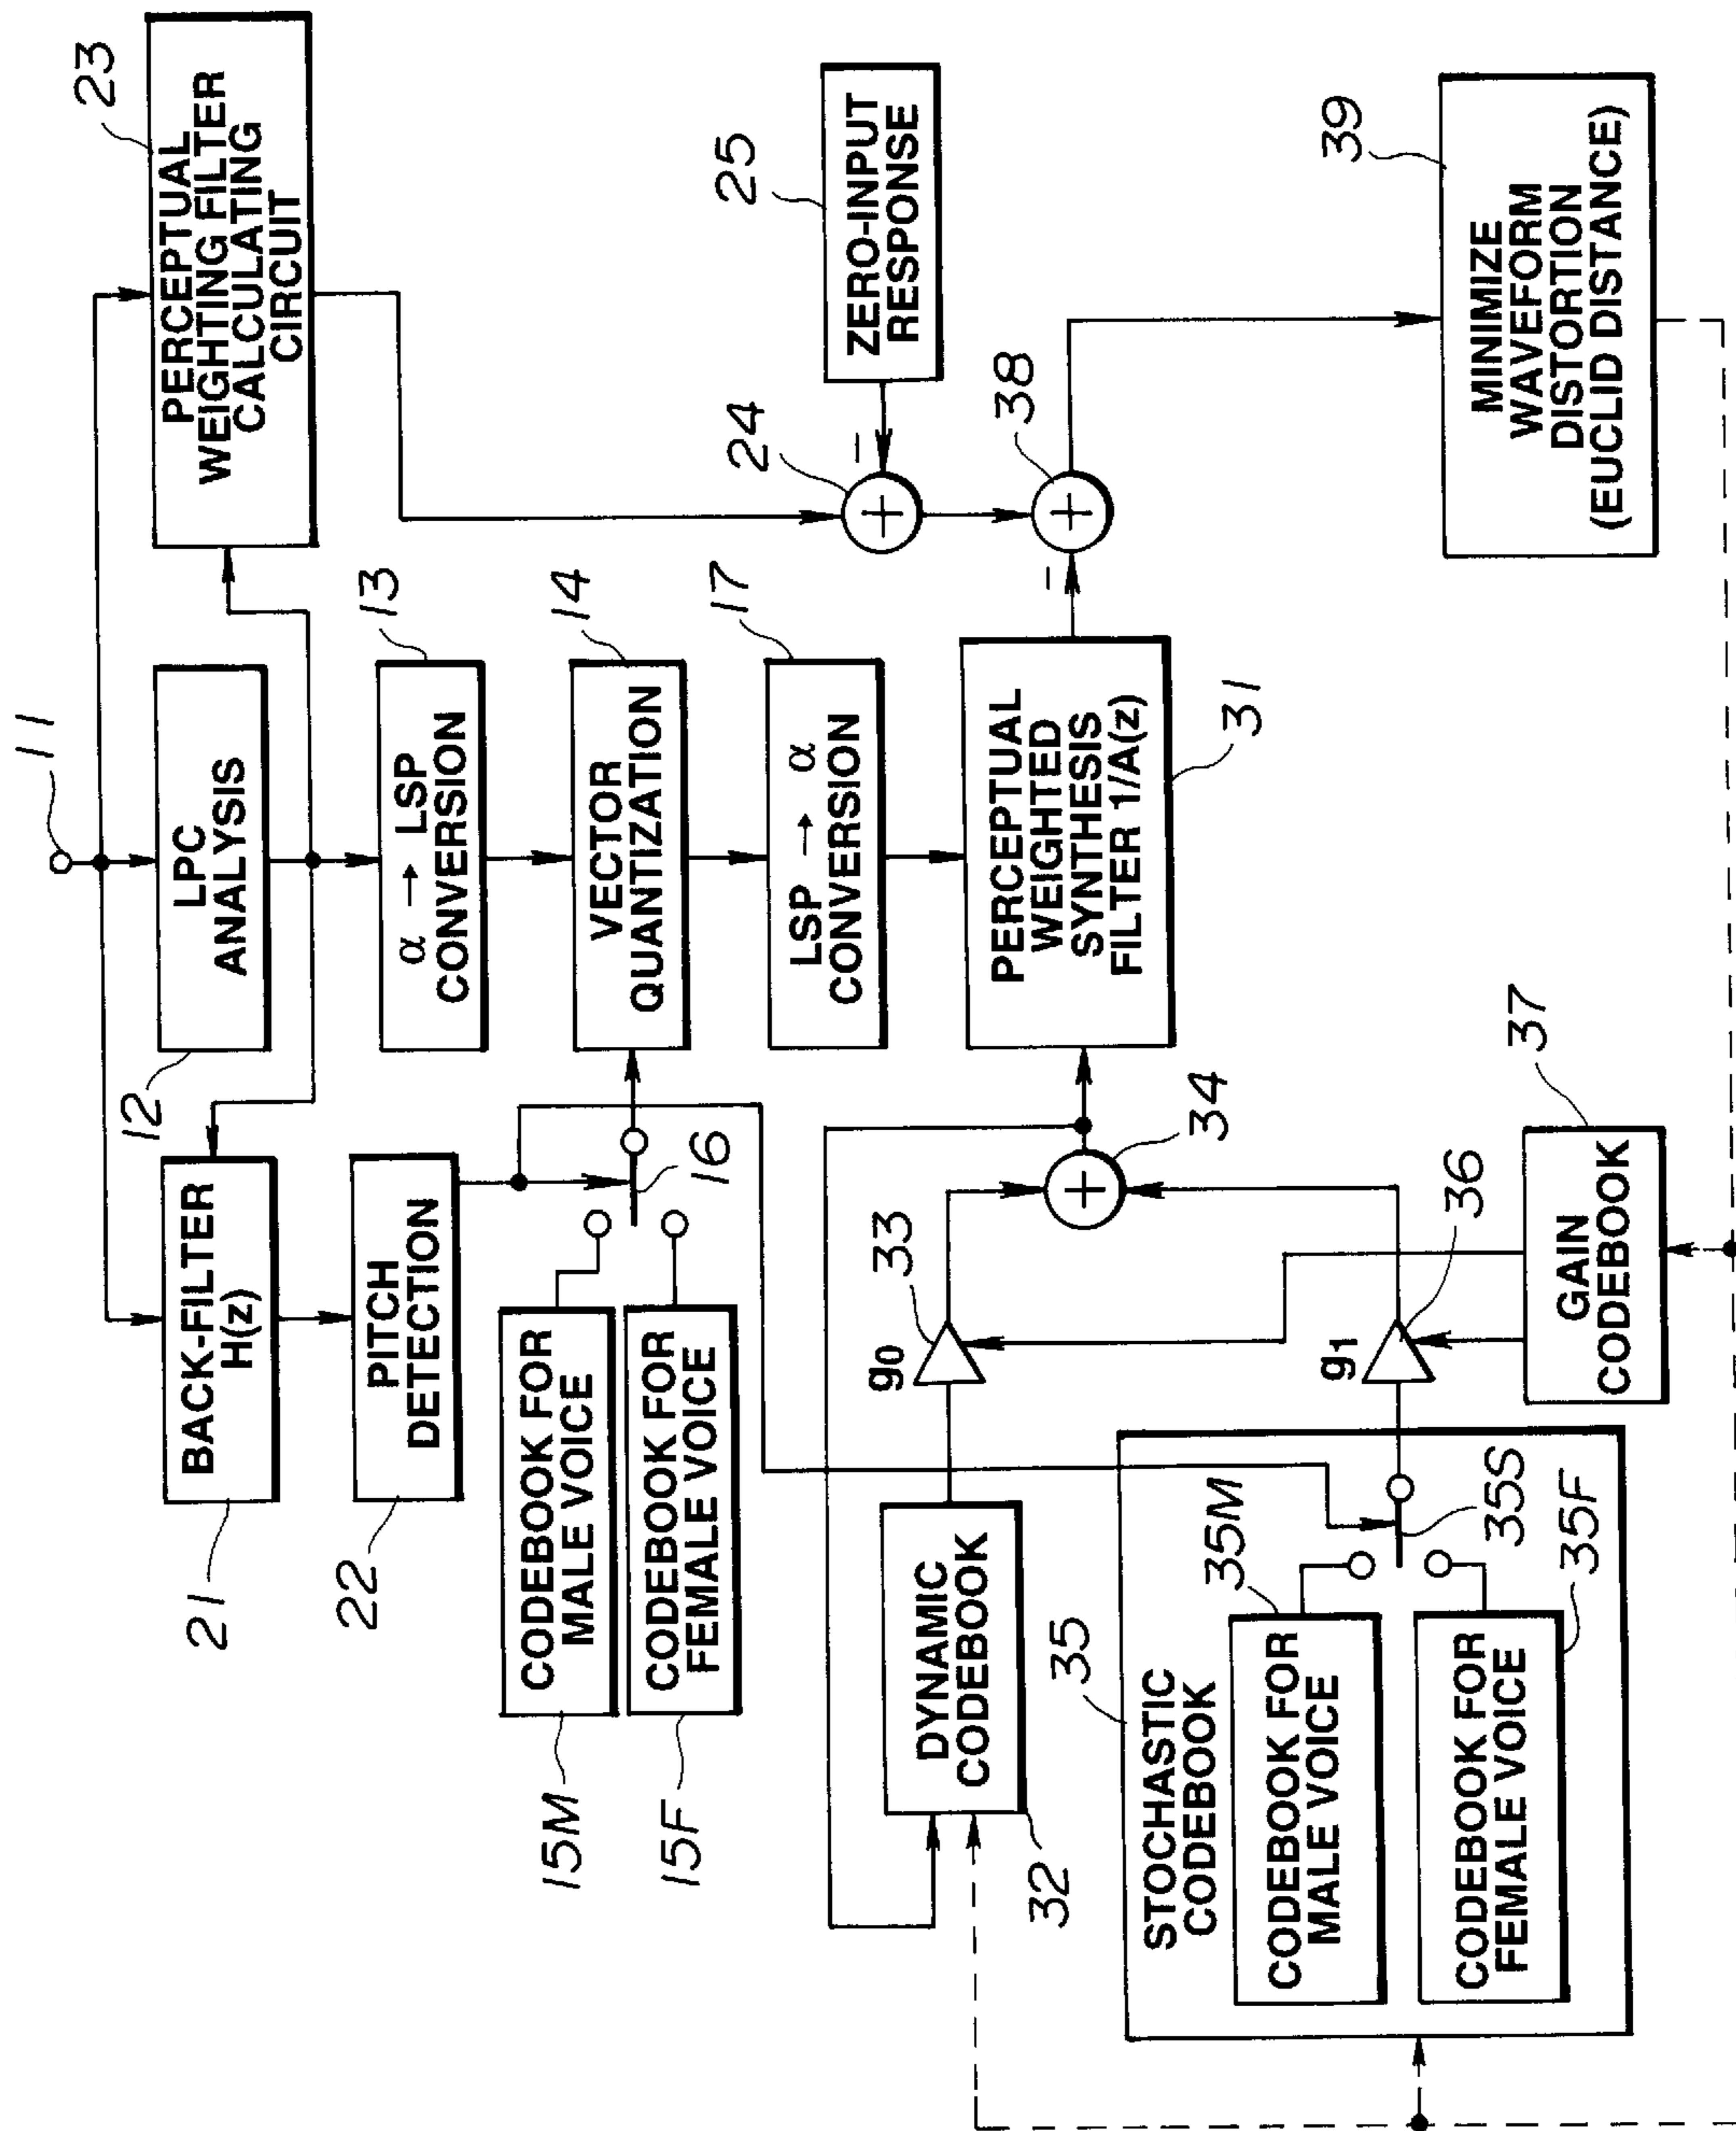 11
23
PERCEPTUAL
WEIGHTING FILTER
CALCULATING
CIRCUIT
LPC
ANALYSIS
12
BACK-FILTER
H(z)
21
13
α → LSP
CONVERSION
PITCH
DETECTION
22
14
VECTOR
QUANTIZATION
16
CODEBOOK FOR
MALE VOICE
15M
CODEBOOK FOR
FEMALE VOICE
15F
17
LSP → α
CONVERSION
25
ZERO-INPUT
RESPONSE
24
+
−
PERCEPTUAL
WEIGHTED
SYNTHESIS
FILTER 1/A(z)
31
38
+
−
34
+
33
g0
DYNAMIC
CODEBOOK
32
36
g1
35
STOCHASTIC
CODEBOOK
35M
CODEBOOK FOR
MALE VOICE
35S
35F
CODEBOOK FOR
FEMALE VOICE
37
GAIN
CODEBOOK
39
MINIMIZE
WAVEFORM
DISTORTION
(EUCLID DISTANCE)